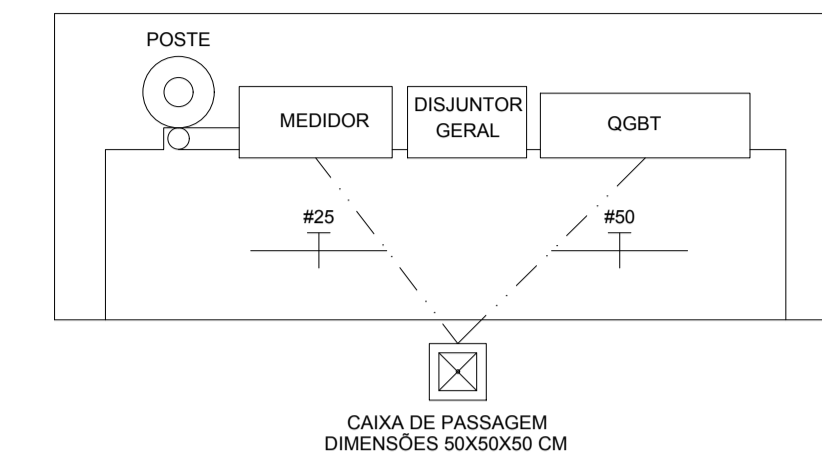 POSTE
MEDIDOR
DISJUNTOR
GERAL
QGBT
#25
#50
CAIXA DE PASSAGEM
DIMENSÕES 50X50X50 CM